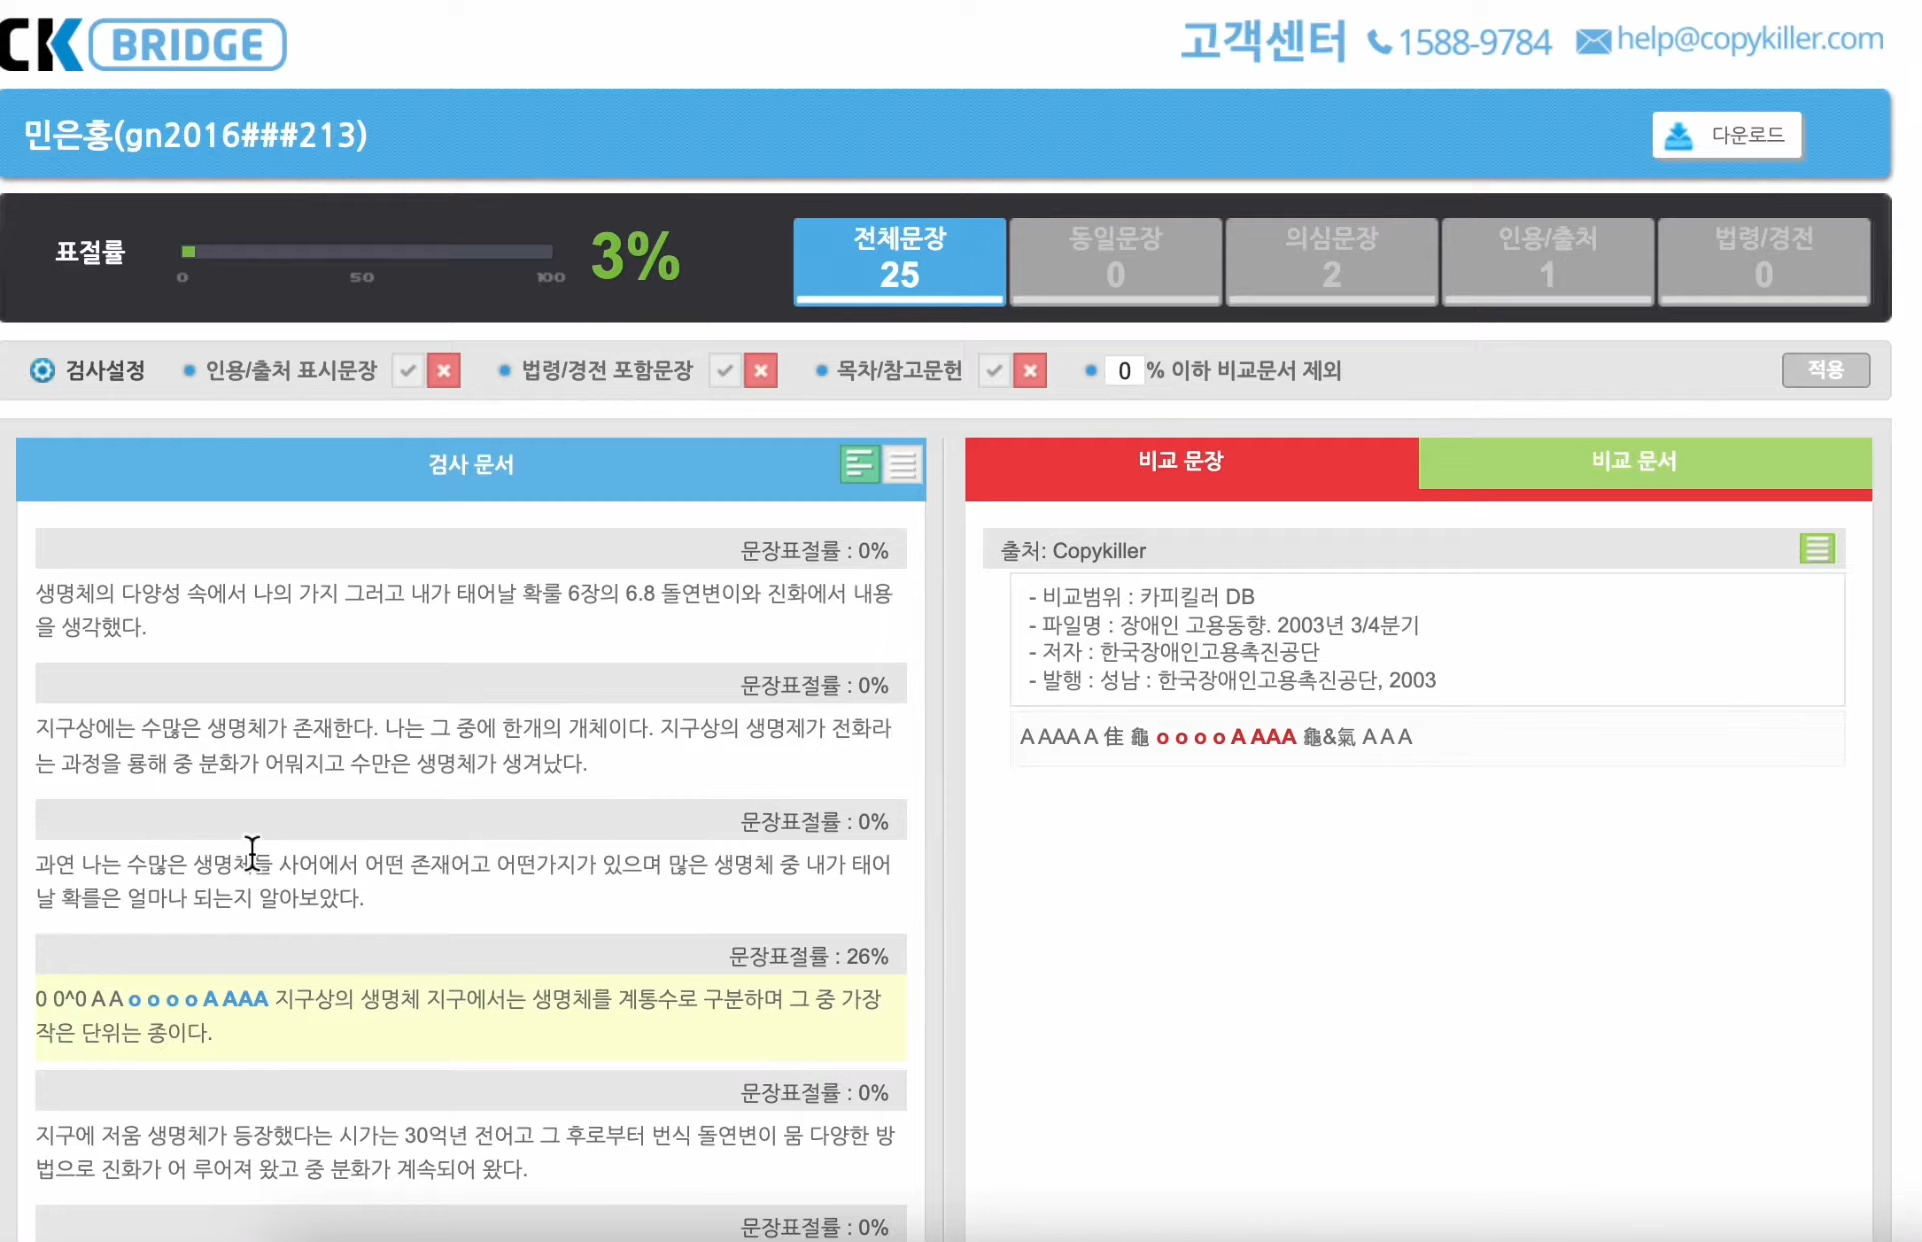 CK BRIDGE
고객센터 1588-9784 help@copykiller.com
민은홍(gn2016###213)
다운로드
표절률
0 50 100
3%
전체문장 25
동일문장 0
의심문장 2
인용/출처 1
법령/경전 0
검사설정 인용/출처 표시문장 법령/경전 포함문장 목차/참고문헌 0 % 이하 비교문서 제외 적용
검사 문서
문장표절률 : 0%
생명체의 다양성 속에서 나의 가지 그러고 내가 태어날 확룰 6장의 6.8 돌연변이와 진화에서 내용
을 생각했다.
문장표절률 : 0%
지구상에는 수많은 생명체가 존재한다. 나는 그 중에 한개의 개체이다. 지구상의 생명제가 전화라
는 과정을 룡해 중 분화가 어뭐지고 수만은 생명체가 생겨났다.
문장표절률 : 0%
과연 나는 수많은 생명체들 사어에서 어떤 존재어고 어떤가지가 있으며 많은 생명체 중 내가 태어
날 확를은 얼마나 되는지 알아보았다.
문장표절률 : 26%
0 0^0 A A o o o o A AAA 지구상의 생명체 지구에서는 생명체를 계통수로 구분하며 그 중 가장
작은 단위는 종이다.
문장표절률 : 0%
지구에 저움 생명체가 등장했다는 시가는 30억년 전어고 그 후로부터 번식 돌연변이 뭄 다양한 방
법으로 진화가 어 루어져 왔고 중 분화가 계속되어 왔다.
문장표절률 : 0%
비교 문장
비교 문서
출처: Copykiller
- 비교범위 : 카피킬러 DB
- 파일명 : 장애인 고용동향. 2003년 3/4분기
- 저자 : 한국장애인고용촉진공단
- 발행 : 성남 : 한국장애인고용촉진공단, 2003
A AAA A 佳 龜 o o o o A AAA 龜&氣 A A A